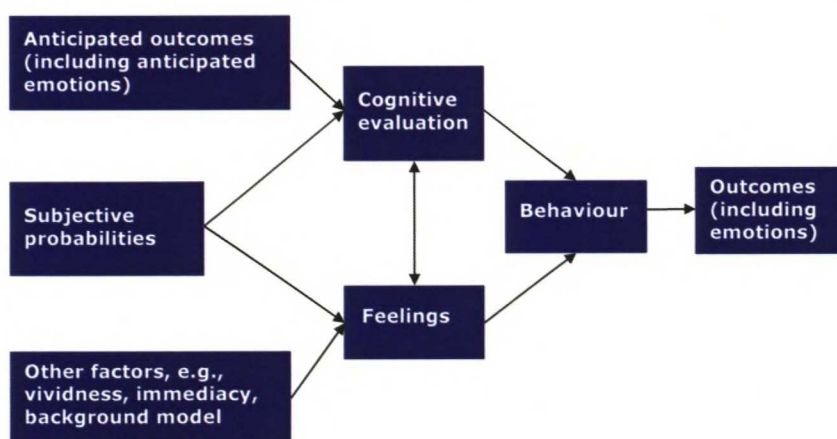 Anticipated outcomes
(including anticipated
emotions)
Cognitive
evaluation
Subjective
probabilities
Behaviour
Outcomes
(including
emotions)
Feelings
Other factors, e.g.,
vividness, immediacy,
background model